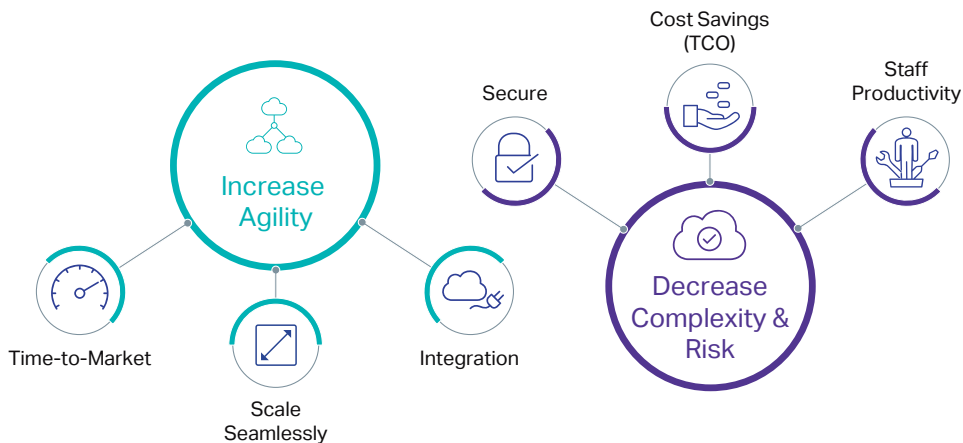 Increase
Agility
Time-to-Market
Scale
Seamlessly
Integration
Cost Savings
(TCO)
Secure
Staff
Productivity
Decrease
Complexity &
Risk